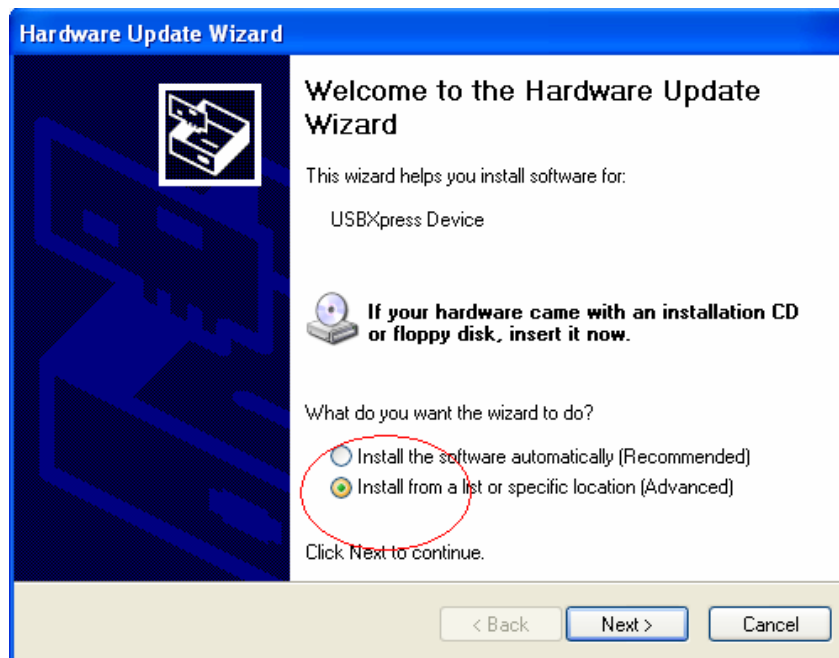 Hardware Update Wizard
Welcome to the Hardware Update
Wizard
This wizard helps you install software for:
USBXpress Device
If your hardware came with an installation CD
or floppy disk, insert it now.
What do you want the wizard to do?
Install the software automatically (Recommended)
Install from a list or specific location (Advanced)
Click Next to continue.
< Back
Next >
Cancel